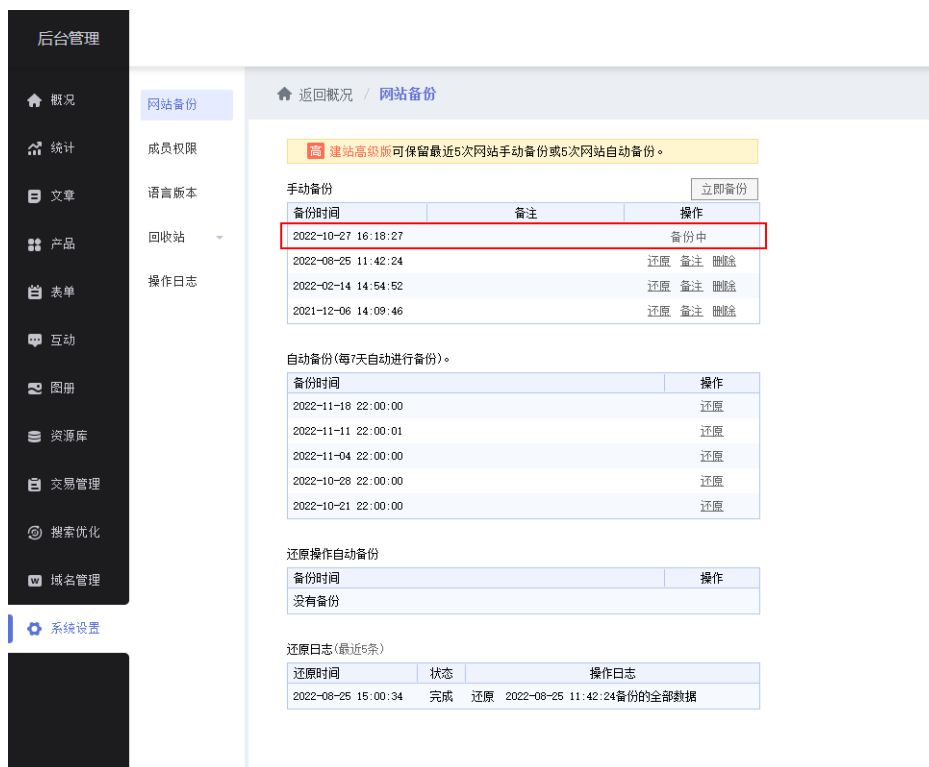 后台管理
概况
统计
文章
产品
表单
互动
图册
资源库
交易管理
搜索优化
域名管理
系统设置
网站备份
成员权限
语言版本
回收站
操作日志
返回概况 / 网站备份
高 建站高级版可保留最近5次网站手动备份或5次网站自动备份。
手动备份 立即备份
备份时间 备注 操作
2022-10-27 16:18:27 备份中
2022-08-25 11:42:24 还原 备注 删除
2022-02-14 14:54:52 还原 备注 删除
2021-12-06 14:09:46 还原 备注 删除
自动备份(每7天自动进行备份)。
备份时间 操作
2022-11-18 22:00:00 还原
2022-11-11 22:00:01 还原
2022-11-04 22:00:00 还原
2022-10-28 22:00:00 还原
2022-10-21 22:00:00 还原
还原操作自动备份
备份时间 操作
没有备份
还原日志(最近5条)
还原时间 状态 操作日志
2022-08-25 15:00:34 完成 还原 2022-08-25 11:42:24备份的全部数据